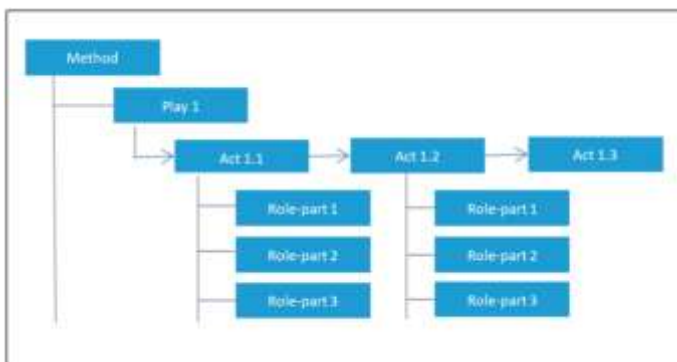 Method
Play 1
Act 1.1
Act 1.2
Act 1.3
Role-part 1
Role-part 1
Role-part 2
Role-part 2
Role-part 3
Role-part 3